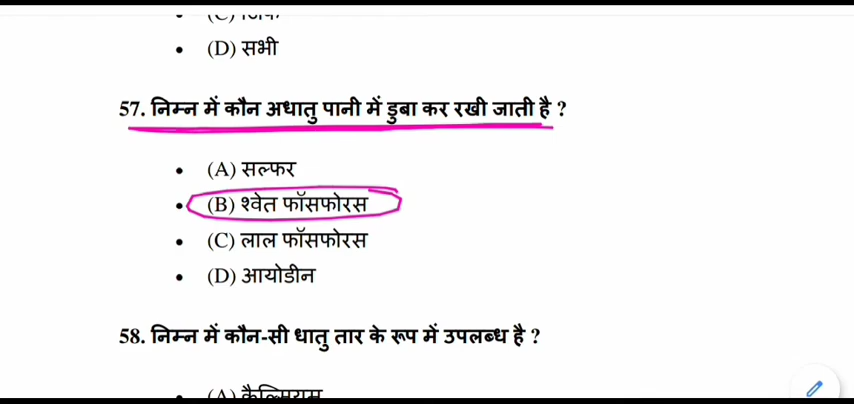 (D) सभी
57. निम्न में कौन अधातु पानी में डुबा कर रखी जाती है ?
(A) सल्फर
(B) श्वेत फॉसफोरस
(C) लाल फॉसफोरस
(D) आयोडीन
58. निम्न में कौन-सी धातु तार के रूप में उपलब्ध है ?